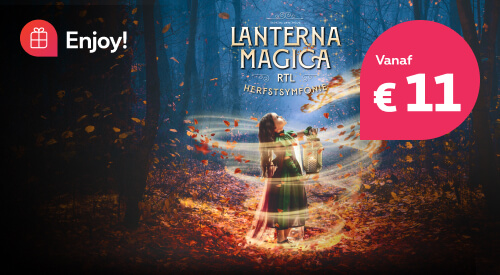 Enjoy!
LANTERNA
MAGICA
RTL
HERFSTSYMFONIE
Vanaf
€ 11